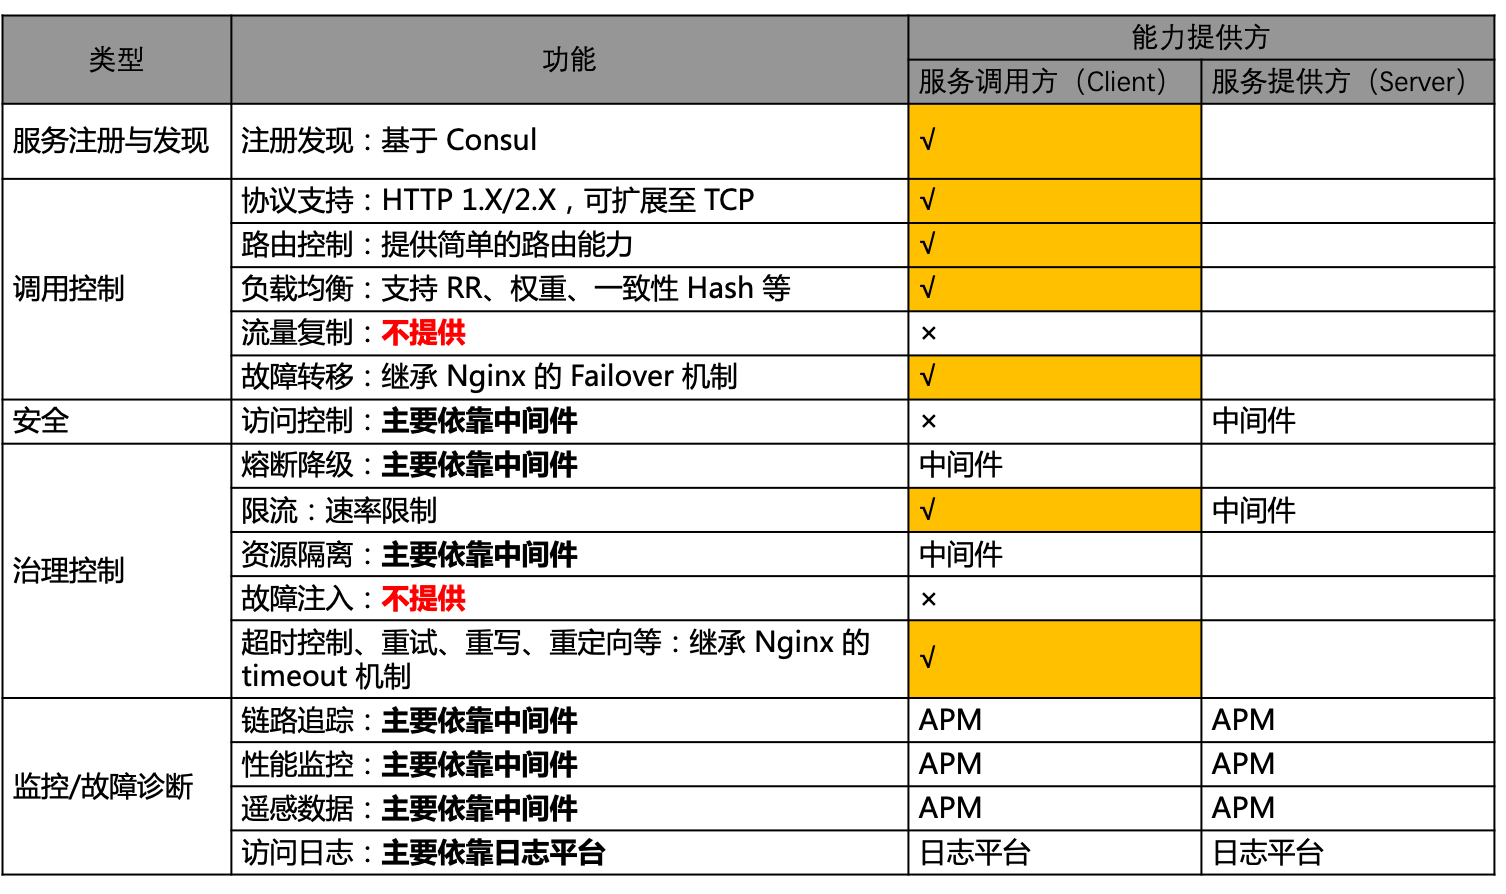 类型
功能
能力提供方
服务调用方（Client）
服务提供方（Server）
服务注册与发现
注册发现：基于 Consul
√
调用控制
协议支持：HTTP 1.X/2.X，可扩展至 TCP
√
路由控制：提供简单的路由能力
√
负载均衡：支持 RR、权重、一致性 Hash 等
√
流量复制：不提供
×
故障转移：继承 Nginx 的 Failover 机制
√
安全
访问控制：主要依靠中间件
×
中间件
治理控制
熔断降级：主要依靠中间件
中间件
限流：速率限制
√
中间件
资源隔离：主要依靠中间件
中间件
故障注入：不提供
×
超时控制、重试、重写、重定向等：继承 Nginx 的
timeout 机制
√
监控/故障诊断
链路追踪：主要依靠中间件
APM
APM
性能监控：主要依靠中间件
APM
APM
遥感数据：主要依靠中间件
APM
APM
访问日志：主要依靠日志平台
日志平台
日志平台